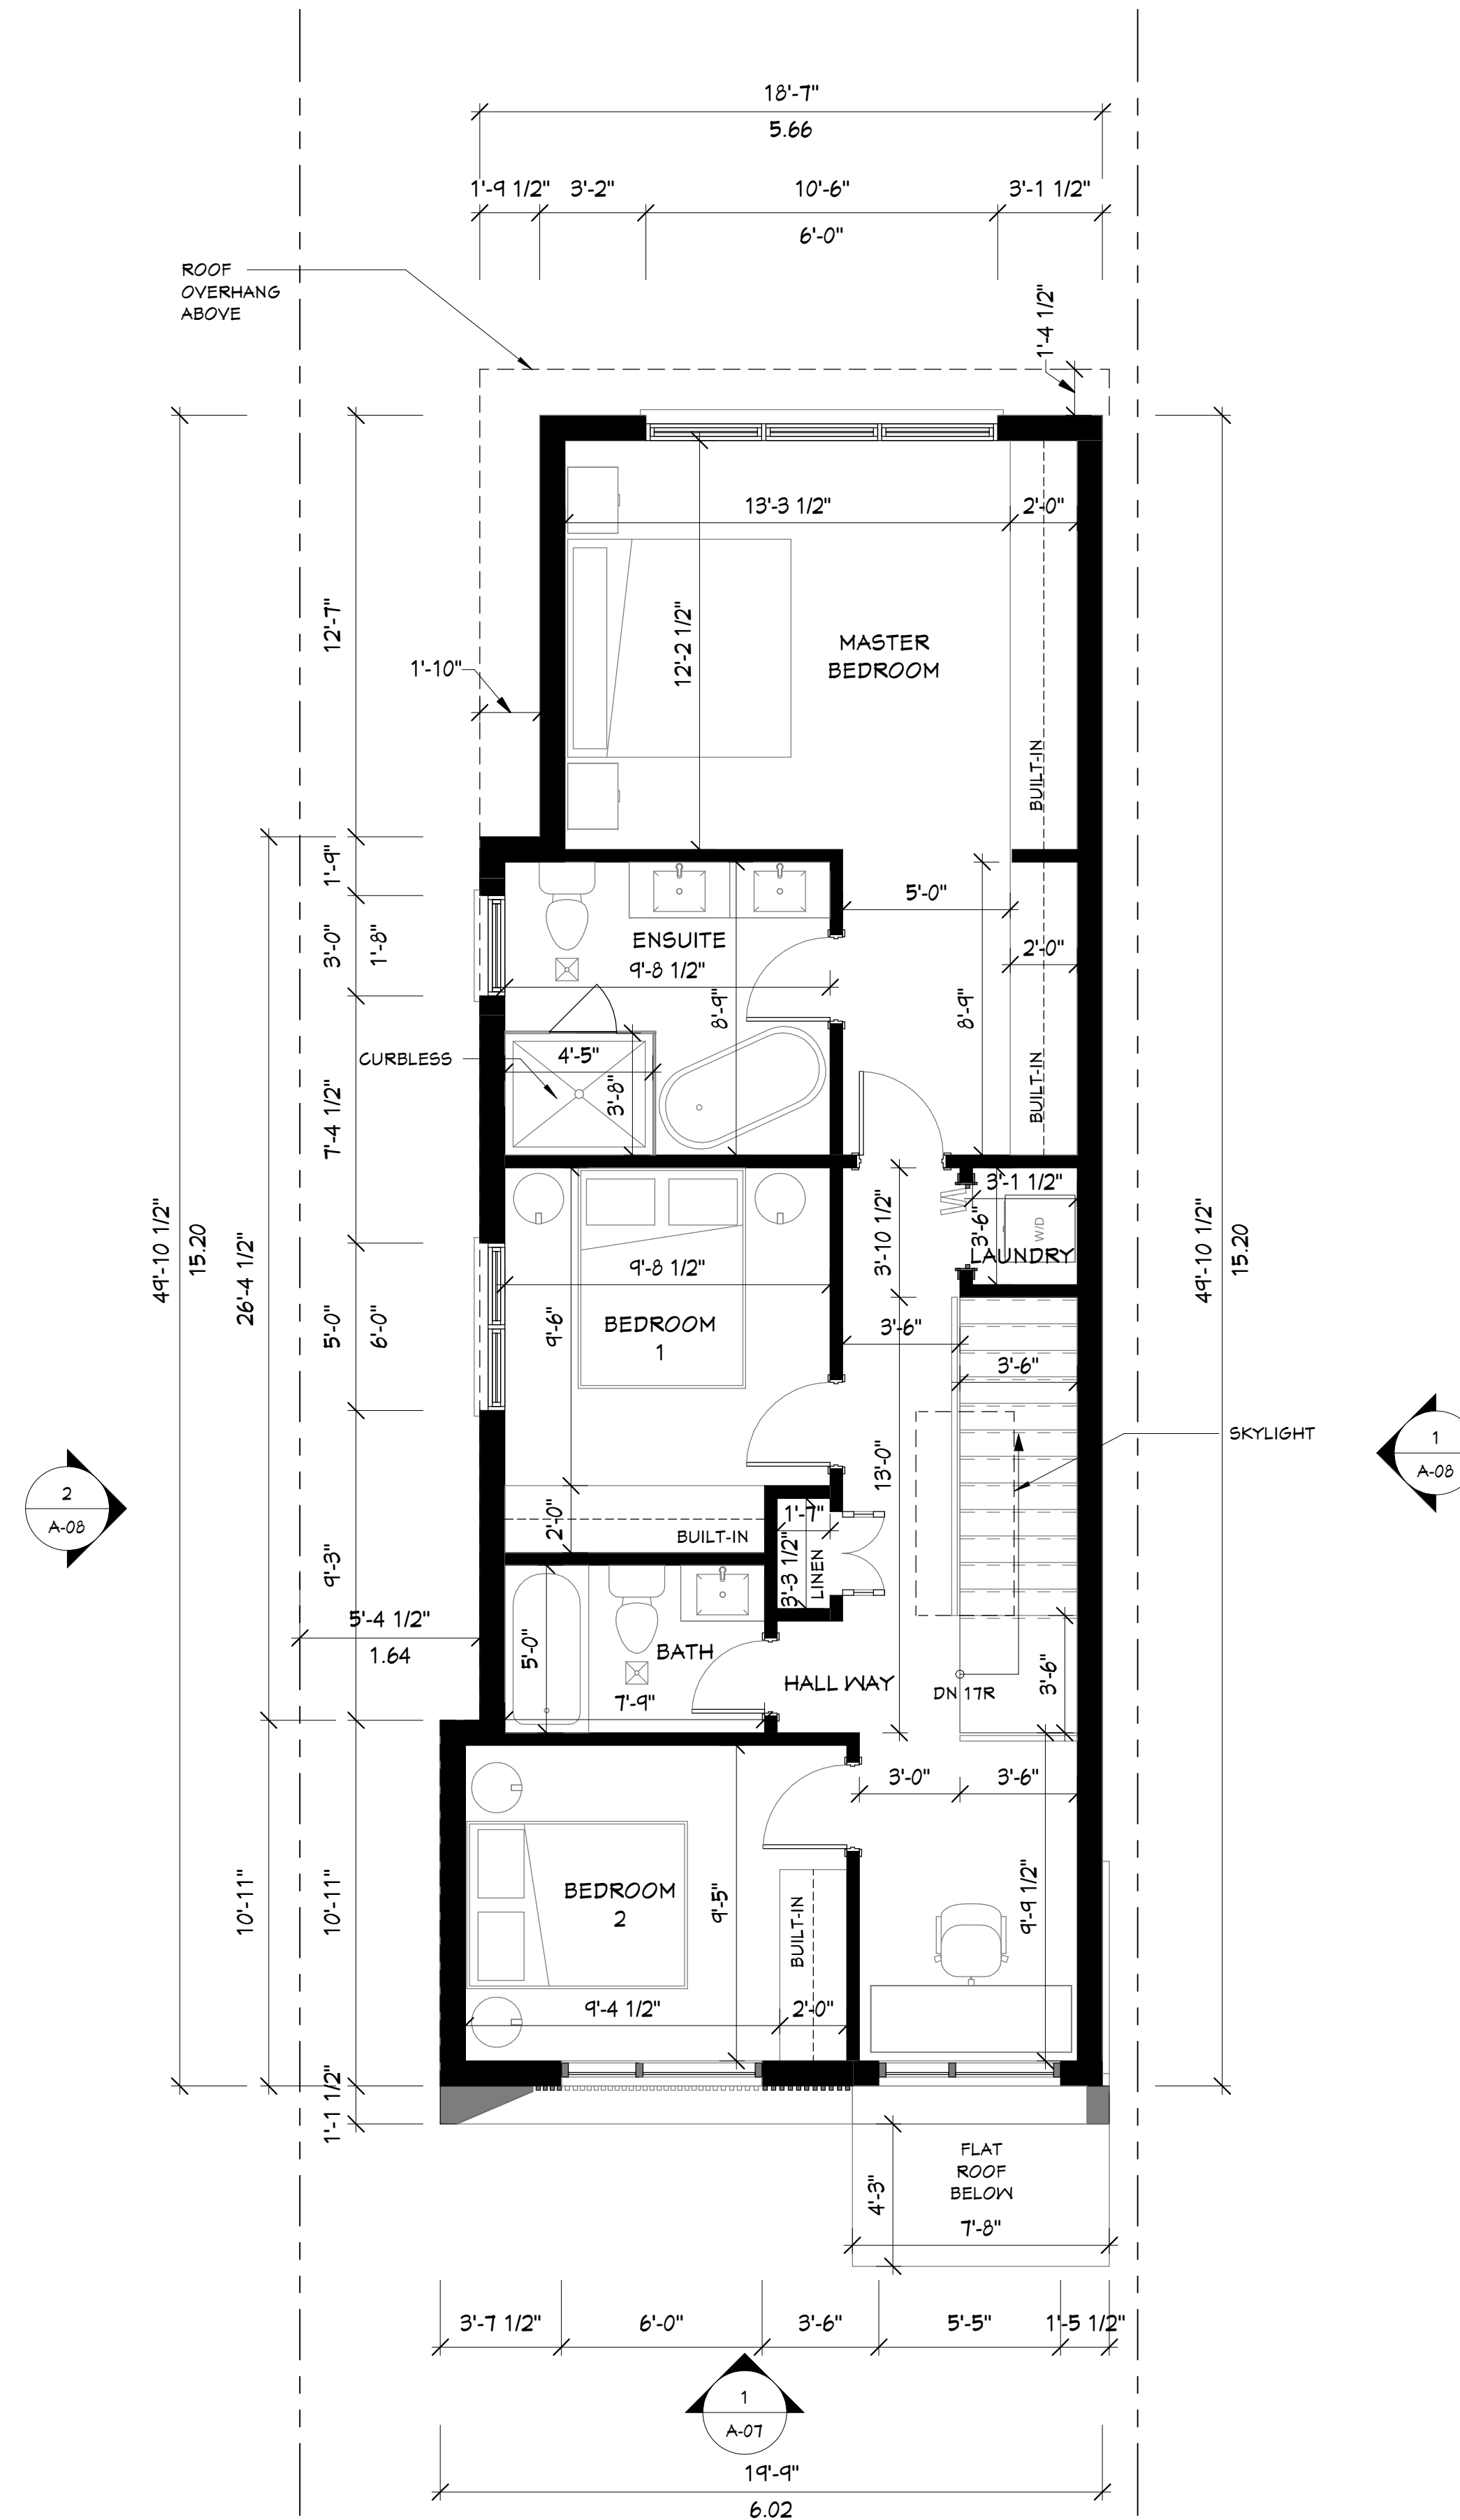 18'-7"
5.66
1'-9 1/2" 3'-2" 10'-6" 3'-1 1/2"
6'-0"
ROOF
OVERHANG
ABOVE
1'-4 1/2"
13'-3 1/2" 2'-0"
12'-7"
12'-2 1/2"
MASTER
BEDROOM
1'-10"
BUILT-IN
1'-9"
5'-0"
3'-0" 1'-8"
ENSUITE
9'-8 1/2"
2'-0"
8'-9"
8'-9"
CURBLESS
4'-5"
3'-8"
BUILT-IN
7'-4 1/2"
3'-1 1/2"
3'-6"
W/D
LAUNDRY
3'-10 1/2"
49'-10 1/2"
15.20
26'-4 1/2"
49'-10 1/2"
15.20
9'-8 1/2"
9'-6"
BEDROOM
1
5'-0" 6'-0"
3'-6"
3'-6"
SKYLIGHT
1
A-08
2
A-08
13'-0"
2'-0"
BUILT-IN
1'-7"
3'-3 1/2"
LINEN
9'-3"
5'-4 1/2"
1.64
5'-0"
BATH
7'-9"
HALL WAY
DN 17R
3'-6"
3'-0" 3'-6"
10'-11"
10'-11"
BEDROOM
2
9'-5"
BUILT-IN
9'-9 1/2"
9'-4 1/2" 2'-0"
1'-1 1/2"
FLAT
ROOF
BELOW
4'-3"
7'-8"
3'-7 1/2" 6'-0" 3'-6" 5'-5" 1'-5 1/2"
1
A-07
19'-9"
6.02